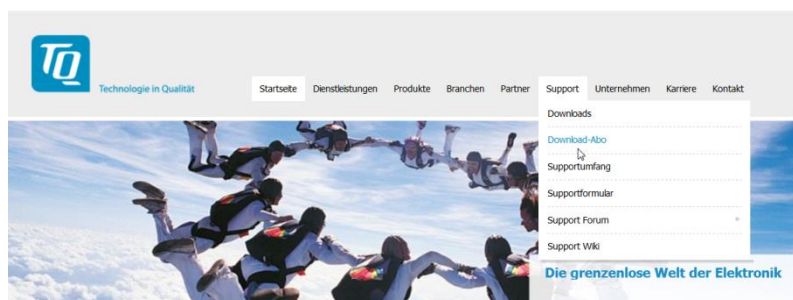 TQ
Technologie in Qualität
Startseite Dienstleistungen Produkte Branchen Partner Support Unternehmen Karriere Kontakt
Downloads
Download-Abo
Supportumfang
Supportformular
Support Forum
Support Wiki
Die grenzenlose Welt der Elektronik